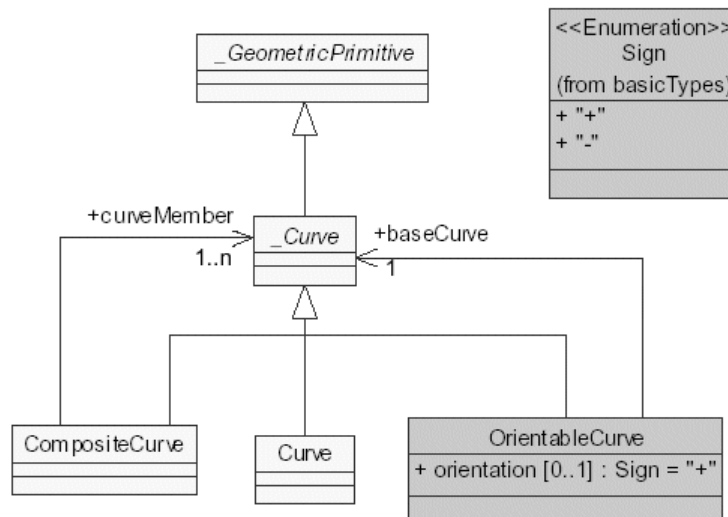 _GeometricPrimitive
<<Enumeration>>
Sign
(from basicTypes)
+ "+"
+ "-"
+curveMember
1..n
_Curve
+baseCurve
1
CompositeCurve
Curve
OrientableCurve
+ orientation [0..1] : Sign = "+"